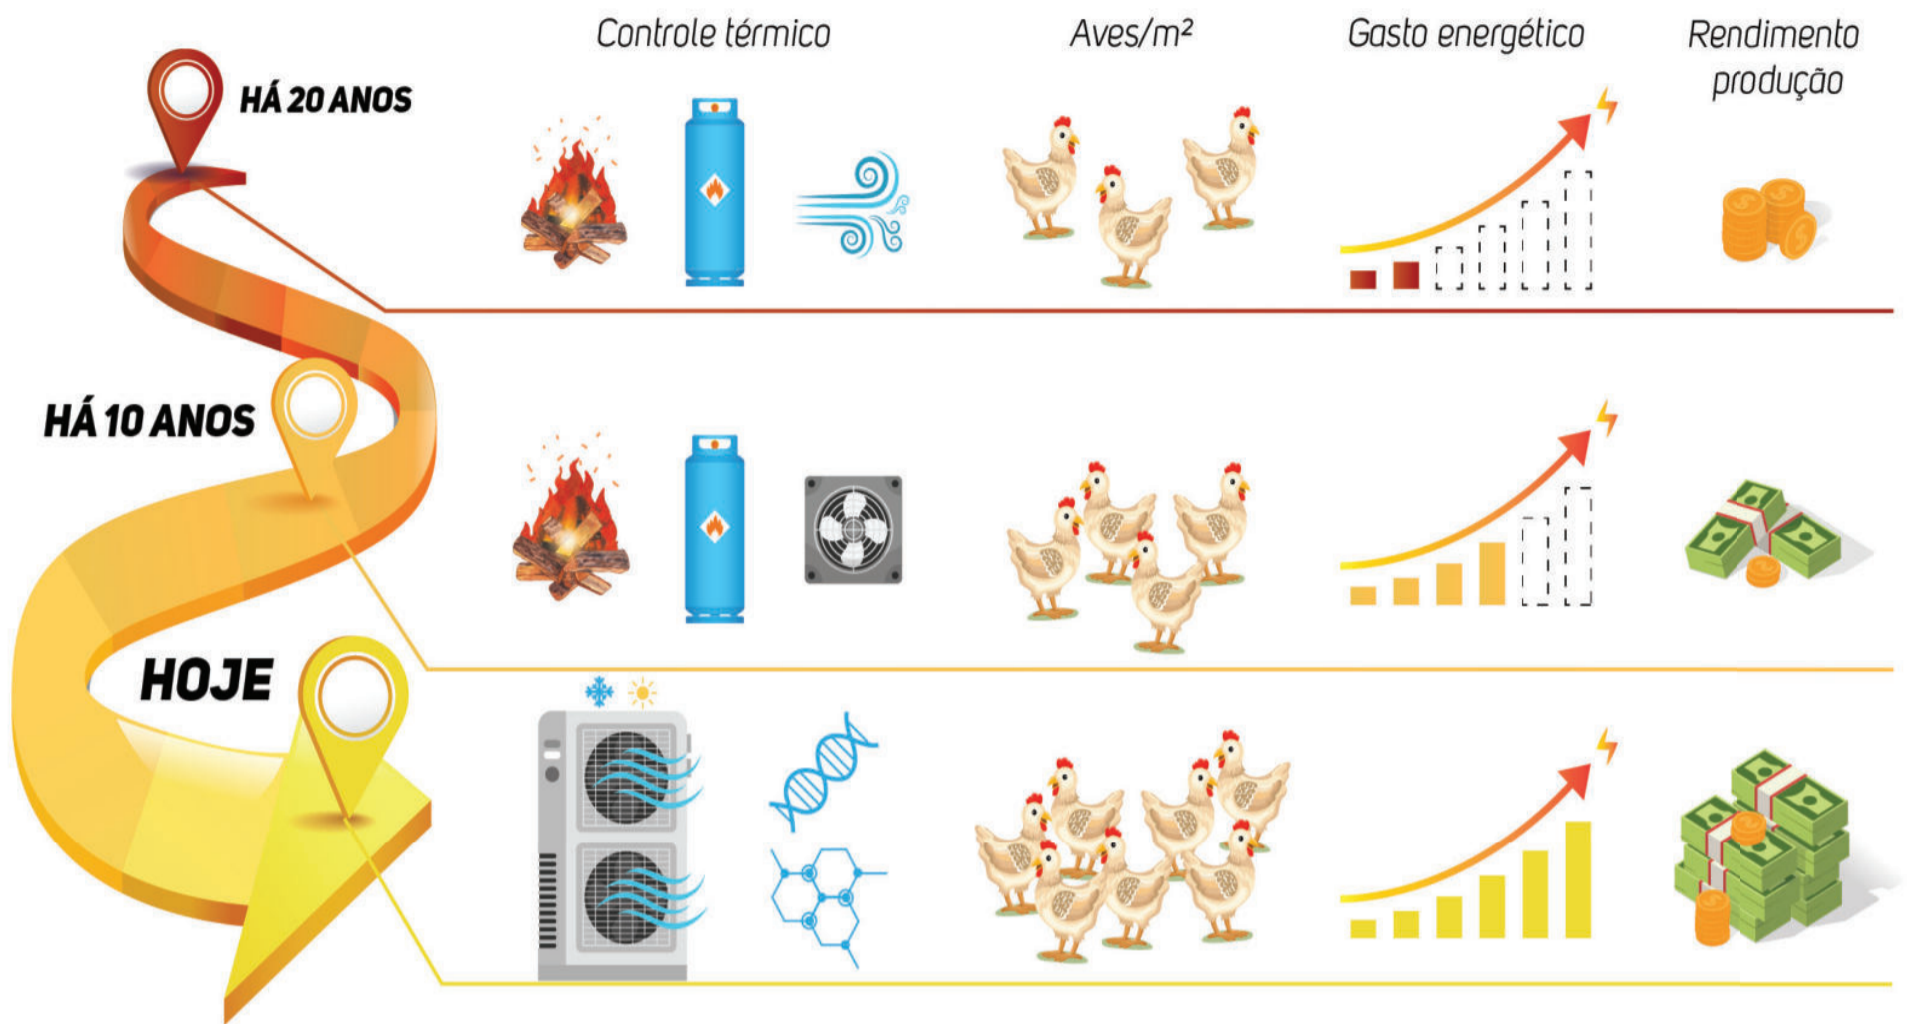 Controle térmico
Aves/m²
Gasto energético
Rendimento
produção
HÁ 20 ANOS
HÁ 10 ANOS
HOJE